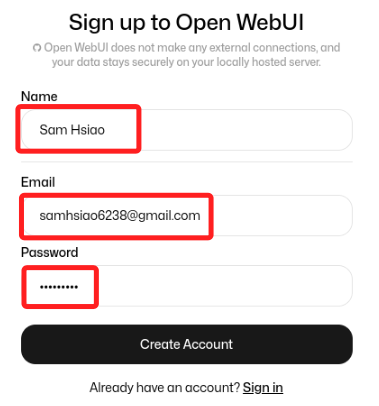 Sign up to Open WebUI
Open WebUI does not make any external connections, and
your data stays securely on your locally hosted server.
Name
Sam Hsiao
Email
samhsiao6238@gmail.com
Password
•••••••••
Create Account
Already have an account? Sign in